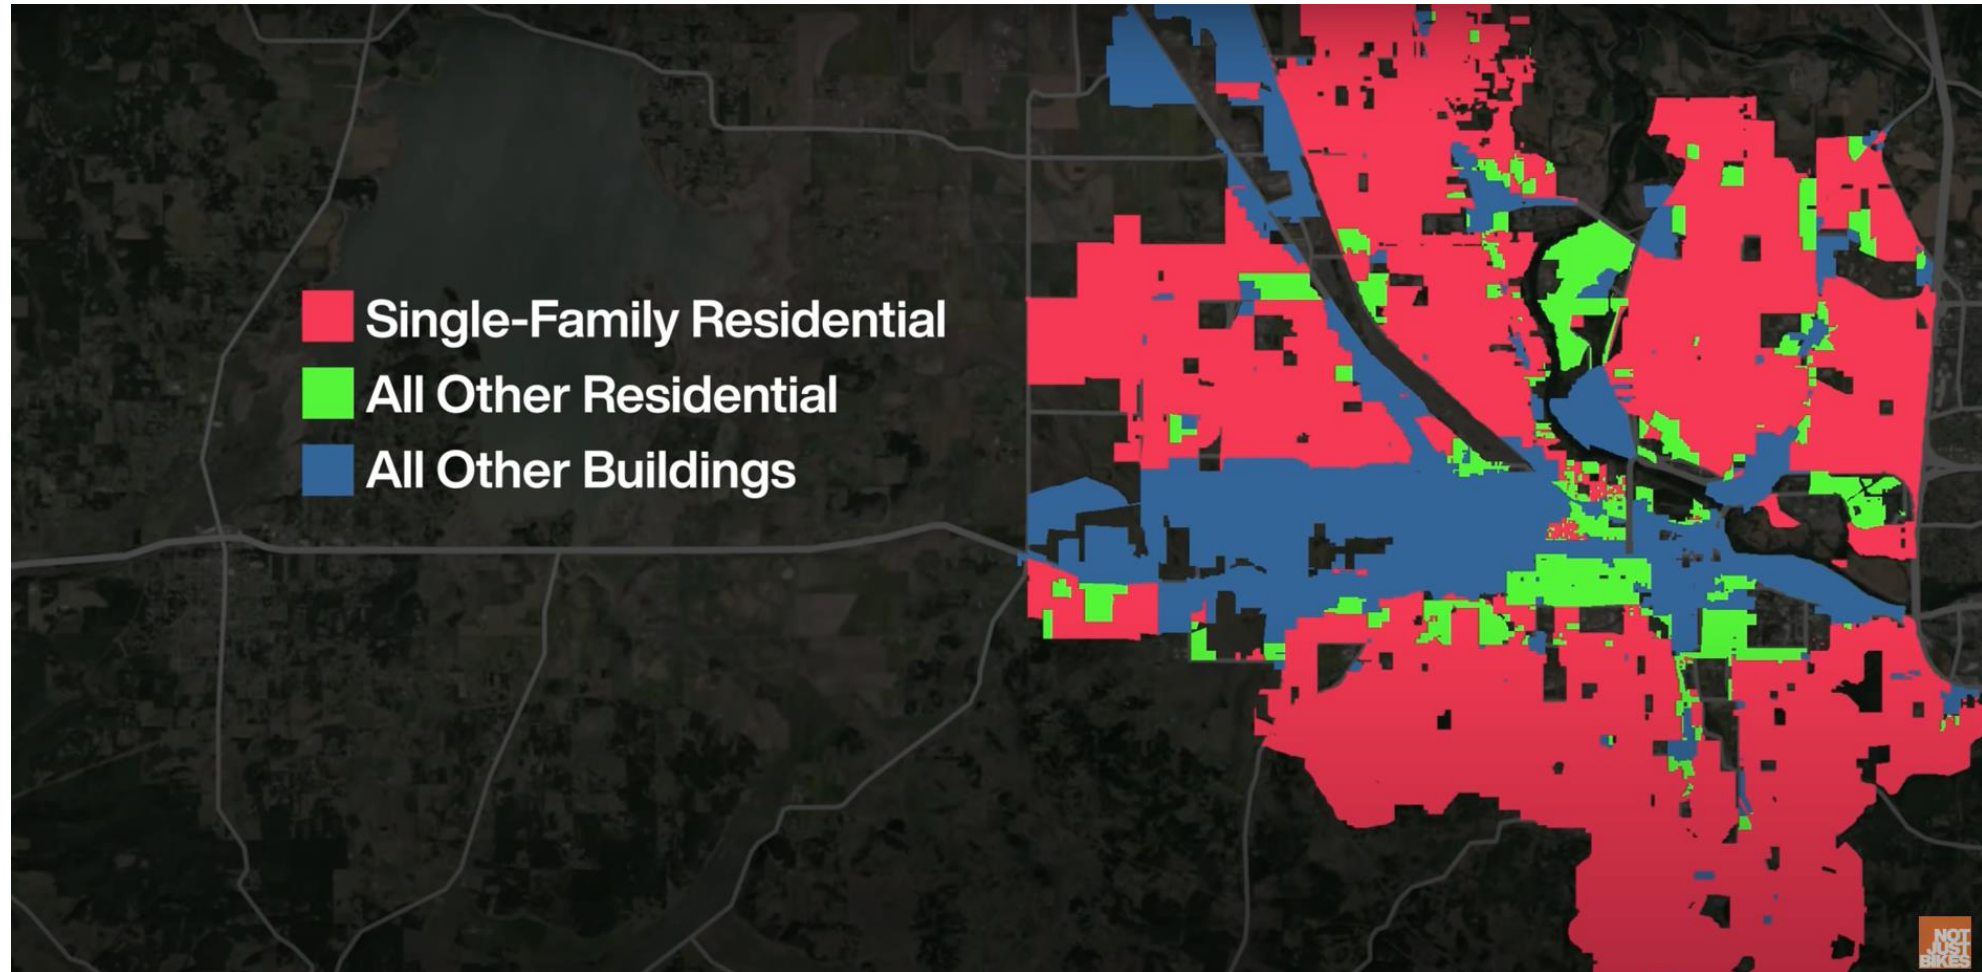 Single-Family Residential
All Other Residential
All Other Buildings
NOT
JUST
BIKES